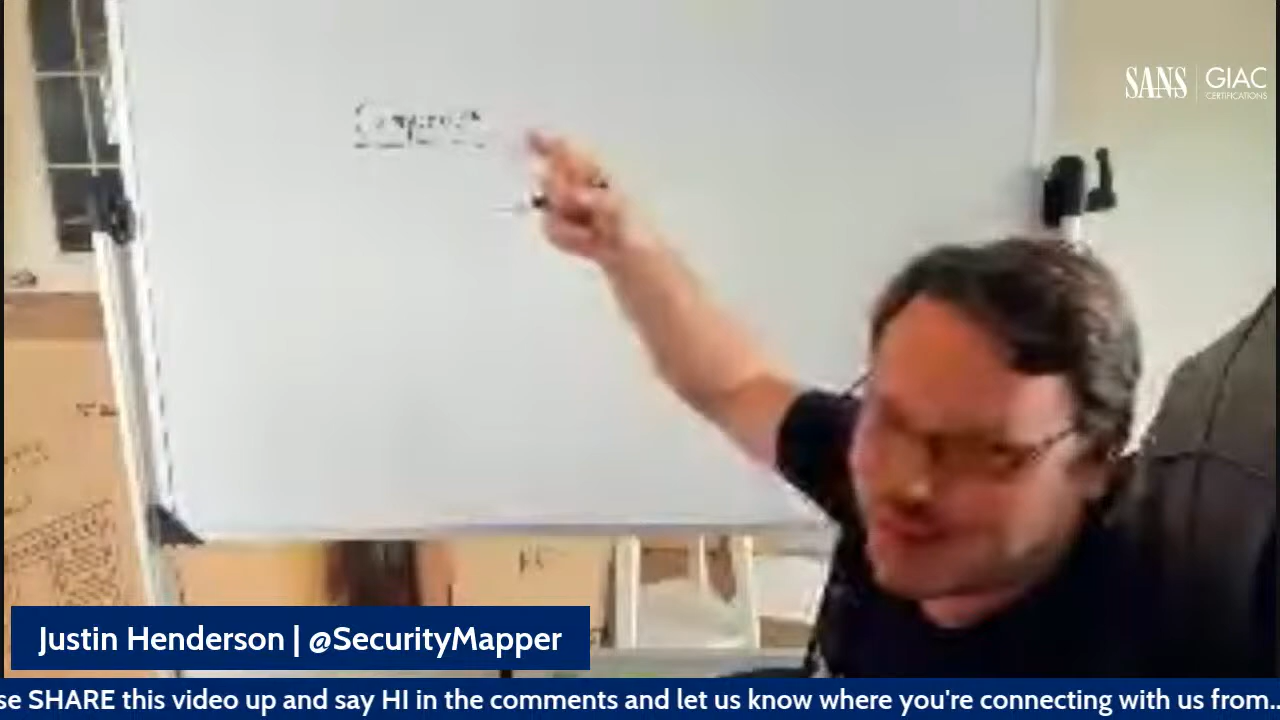 SANS | GIAC
CERTIFICATIONS
Justin Henderson | @SecurityMapper
se SHARE this video up and say HI in the comments and let us know where you're connecting with us from..